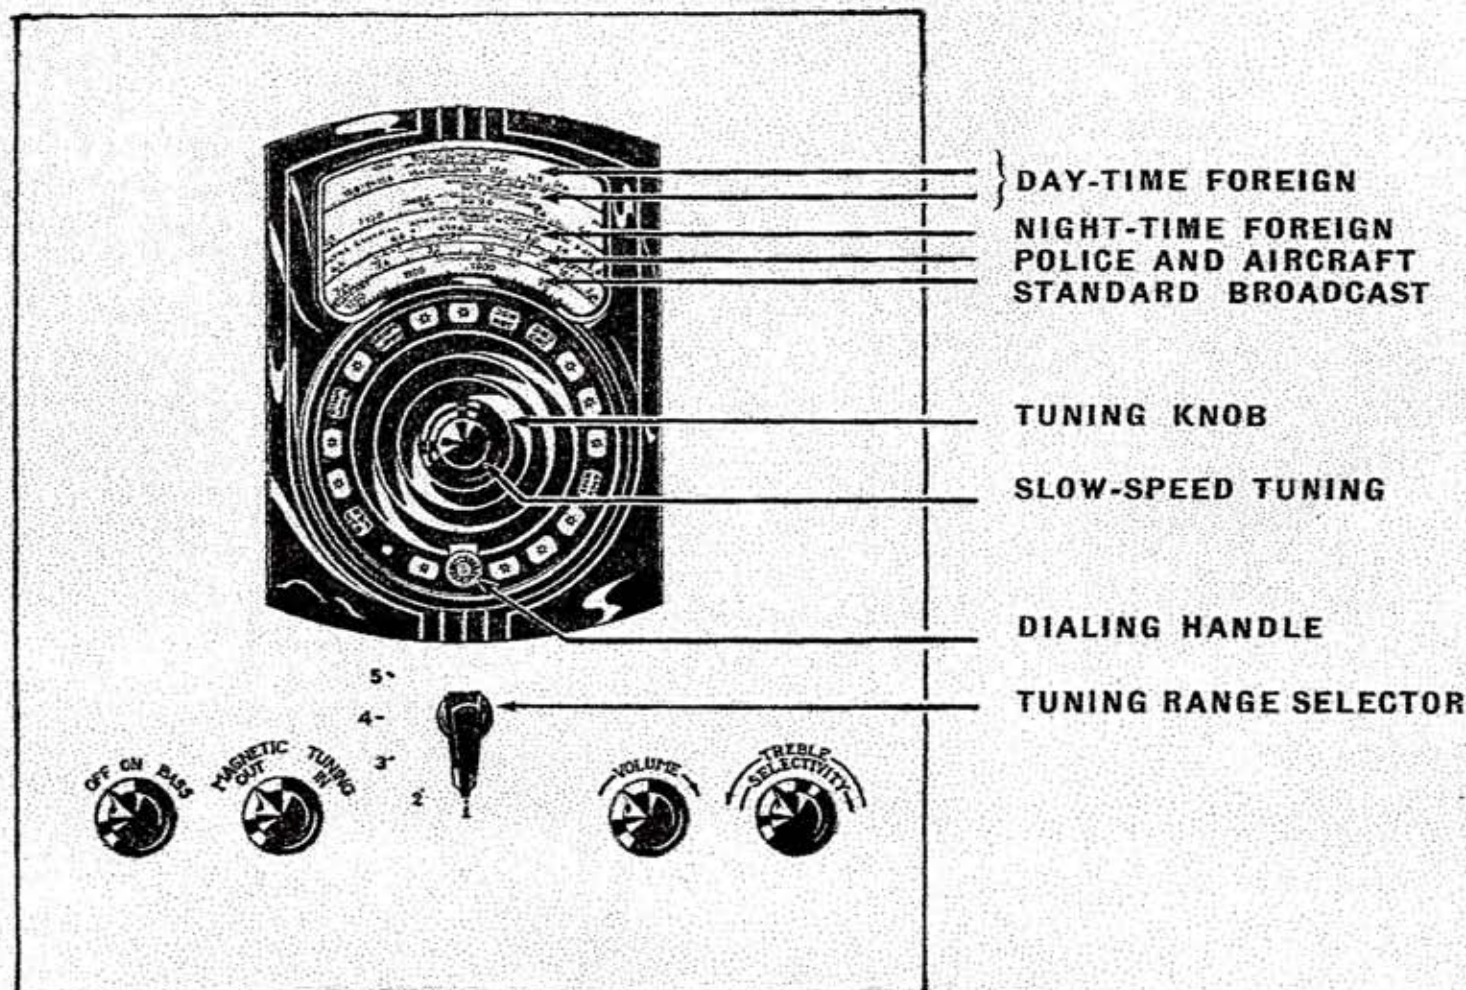 DAY-TIME FOREIGN
NIGHT-TIME FOREIGN
POLICE AND AIRCRAFT
STANDARD BROADCAST
TUNING KNOB
SLOW-SPEED TUNING
DIALING HANDLE
TUNING RANGE SELECTOR
5
4
3
2
1
OFF ON BASS
MAGNETIC TUNING
OUT IN
VOLUME
TREBLE
SELECTIVITY